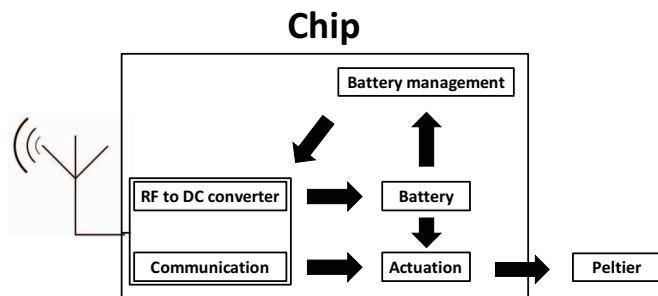 Chip
Battery management
RF to DC converter
Battery
Communication
Actuation
Peltier